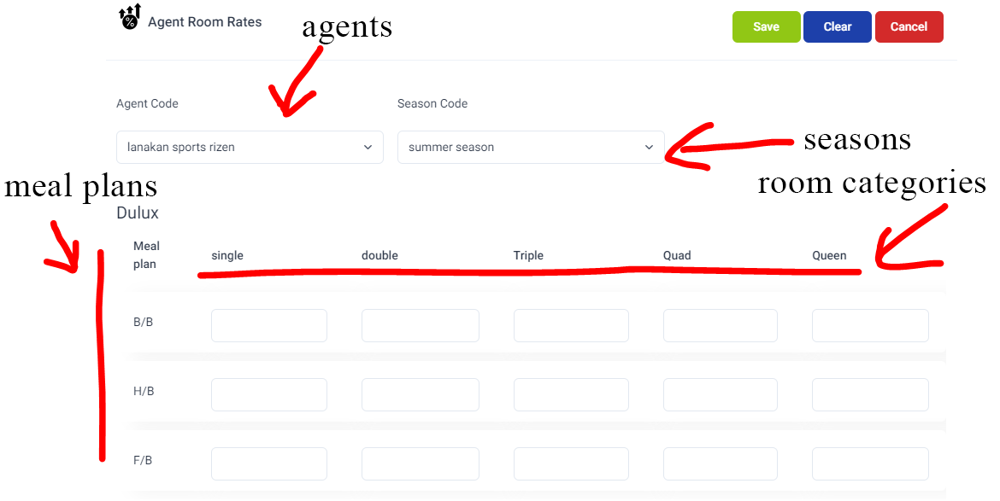 Agent Room Rates
agents
Save
Clear
Cancel
Agent Code
Season Code
lanakan sports rizen
summer season
seasons
meal plans
room categories
Dulux
Meal
plan
single
double
Triple
Quad
Queen
B/B
H/B
F/B